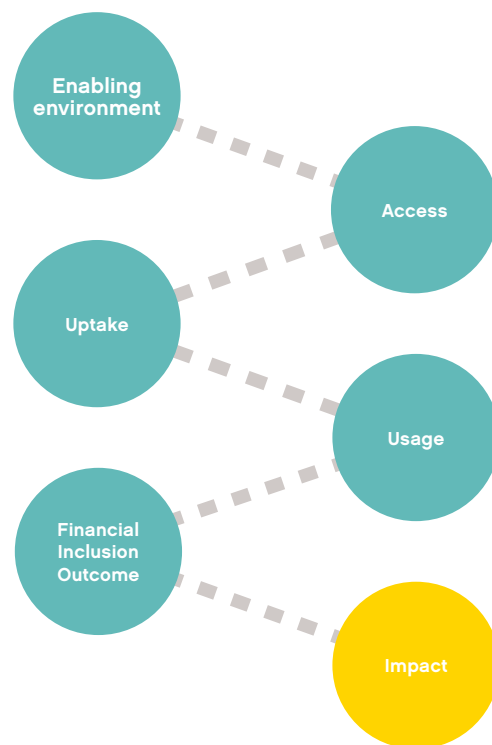 Enabling
environment
Access
Uptake
Usage
Financial
Inclusion
Outcome
Impact